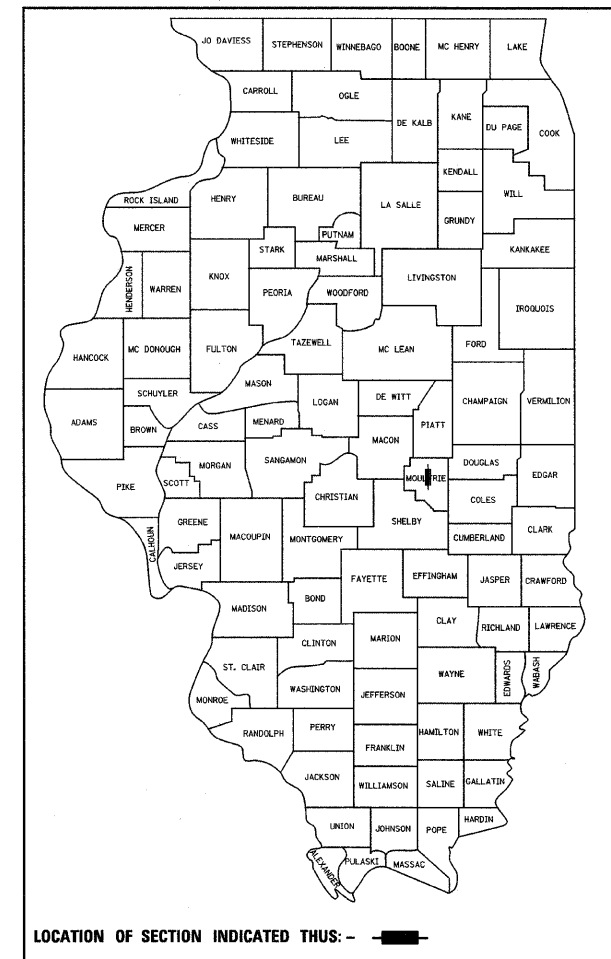 JO DAVIESS STEPHENSON WINNEBAGO BOONE MC HENRY LAKE
CARROLL OGLE DE KALB KANE DU PAGE COOK
WHITESIDE LEE KENDALL WILL
ROCK ISLAND HENRY BUREAU LA SALLE GRUNDY
MERCER PUTNAM KANKAKEE
HENDERSON WARREN KNOX STARK MARSHALL LIVINGSTON
PEORIA WOODFORD IROQUOIS
HANCOCK MC DONOUGH FULTON TAZEWELL MC LEAN FORD
MASON
SCHUYLER LOGAN DE WITT CHAMPAIGN VERMILION
ADAMS BROWN CASS MENARD MACON PIATT
PIKE SCOTT MORGAN SANGAMON MOULTRIE DOUGLAS EDGAR
CHRISTIAN COLES
CALHOUN GREENE MACOUPIN MONTGOMERY SHELBY CUMBERLAND CLARK
JERSEY FAYETTE EFFINGHAM JASPER CRAWFORD
MADISON BOND
CLINTON MARION CLAY RICHLAND LAWRENCE
ST. CLAIR WAYNE EDWARDS WABASH
MONROE WASHINGTON JEFFERSON
RANDOLPH PERRY HAMILTON WHITE
FRANKLIN
JACKSON WILLIAMSON SALINE GALLATIN
UNION JOHNSON POPE HARDIN
ALEXANDER PULASKI MASSAC
LOCATION OF SECTION INDICATED THUS: -